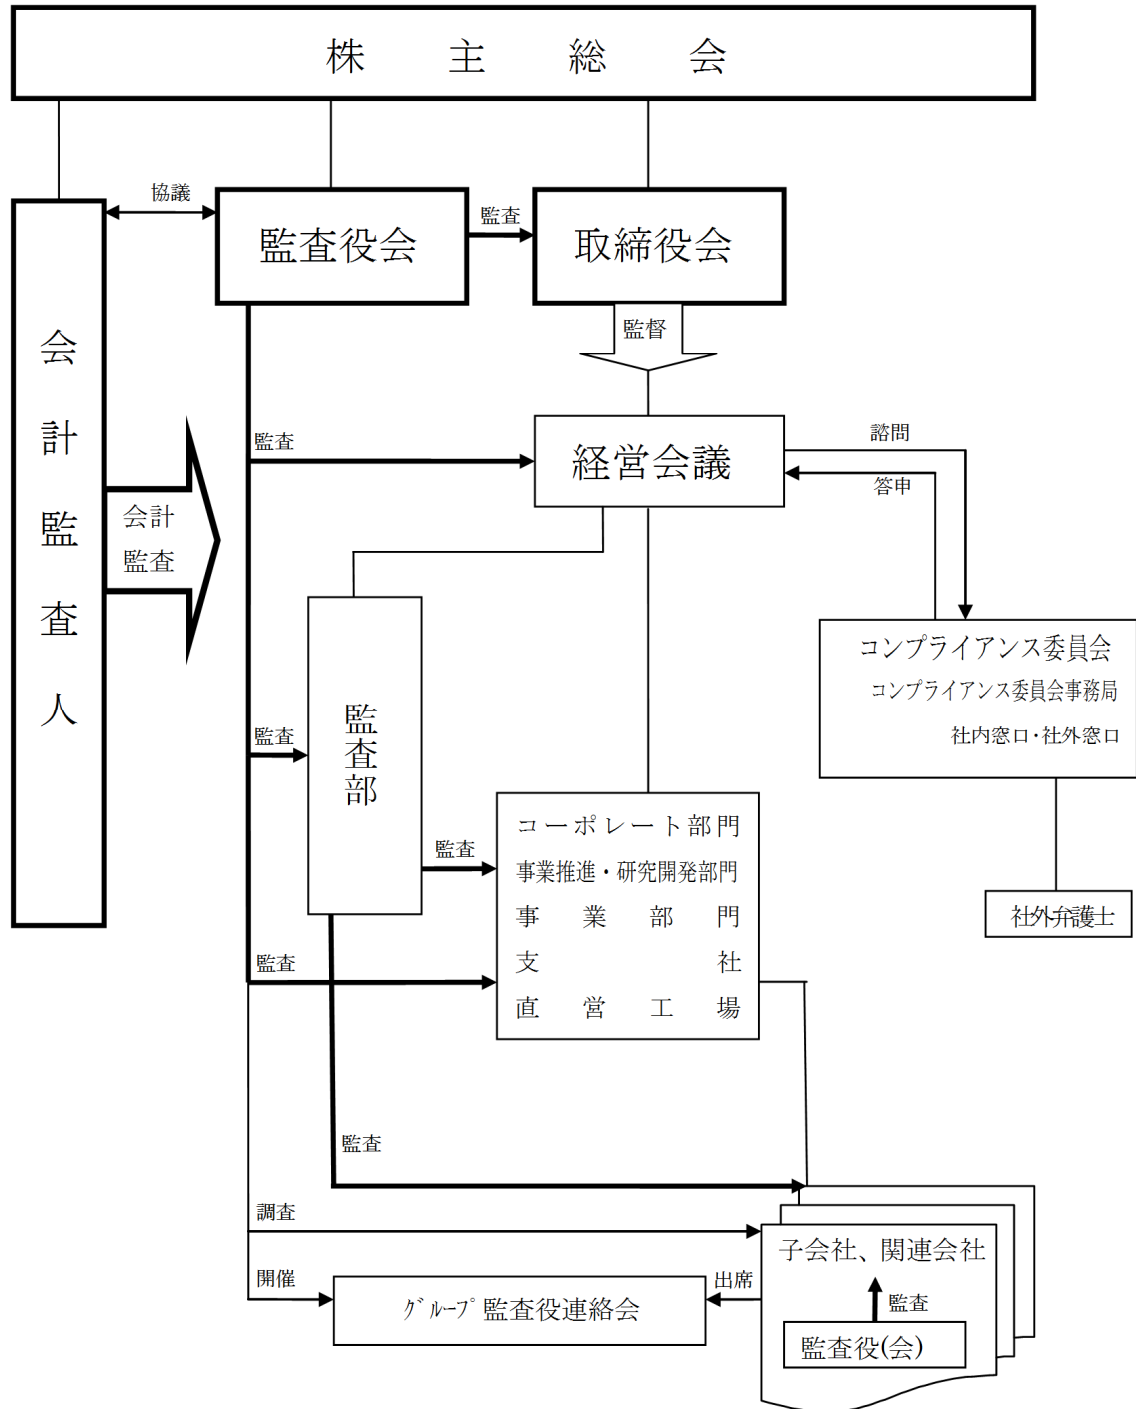 株主総会
協議
監査役会
監査
取締役会
監督
会計監査人
監査
経営会議
諮問
答申
会計
監査
コンプライアンス委員会
コンプライアンス委員会事務局
社内窓口・社外窓口
監査
監査部
コーポレート部門
監査
事業推進・研究開発部門
事業部門
支社
直営工場
社外弁護士
監査
監査
調査
子会社、関連会社
開催
グループ監査役連絡会
出席
監査
監査役(会)